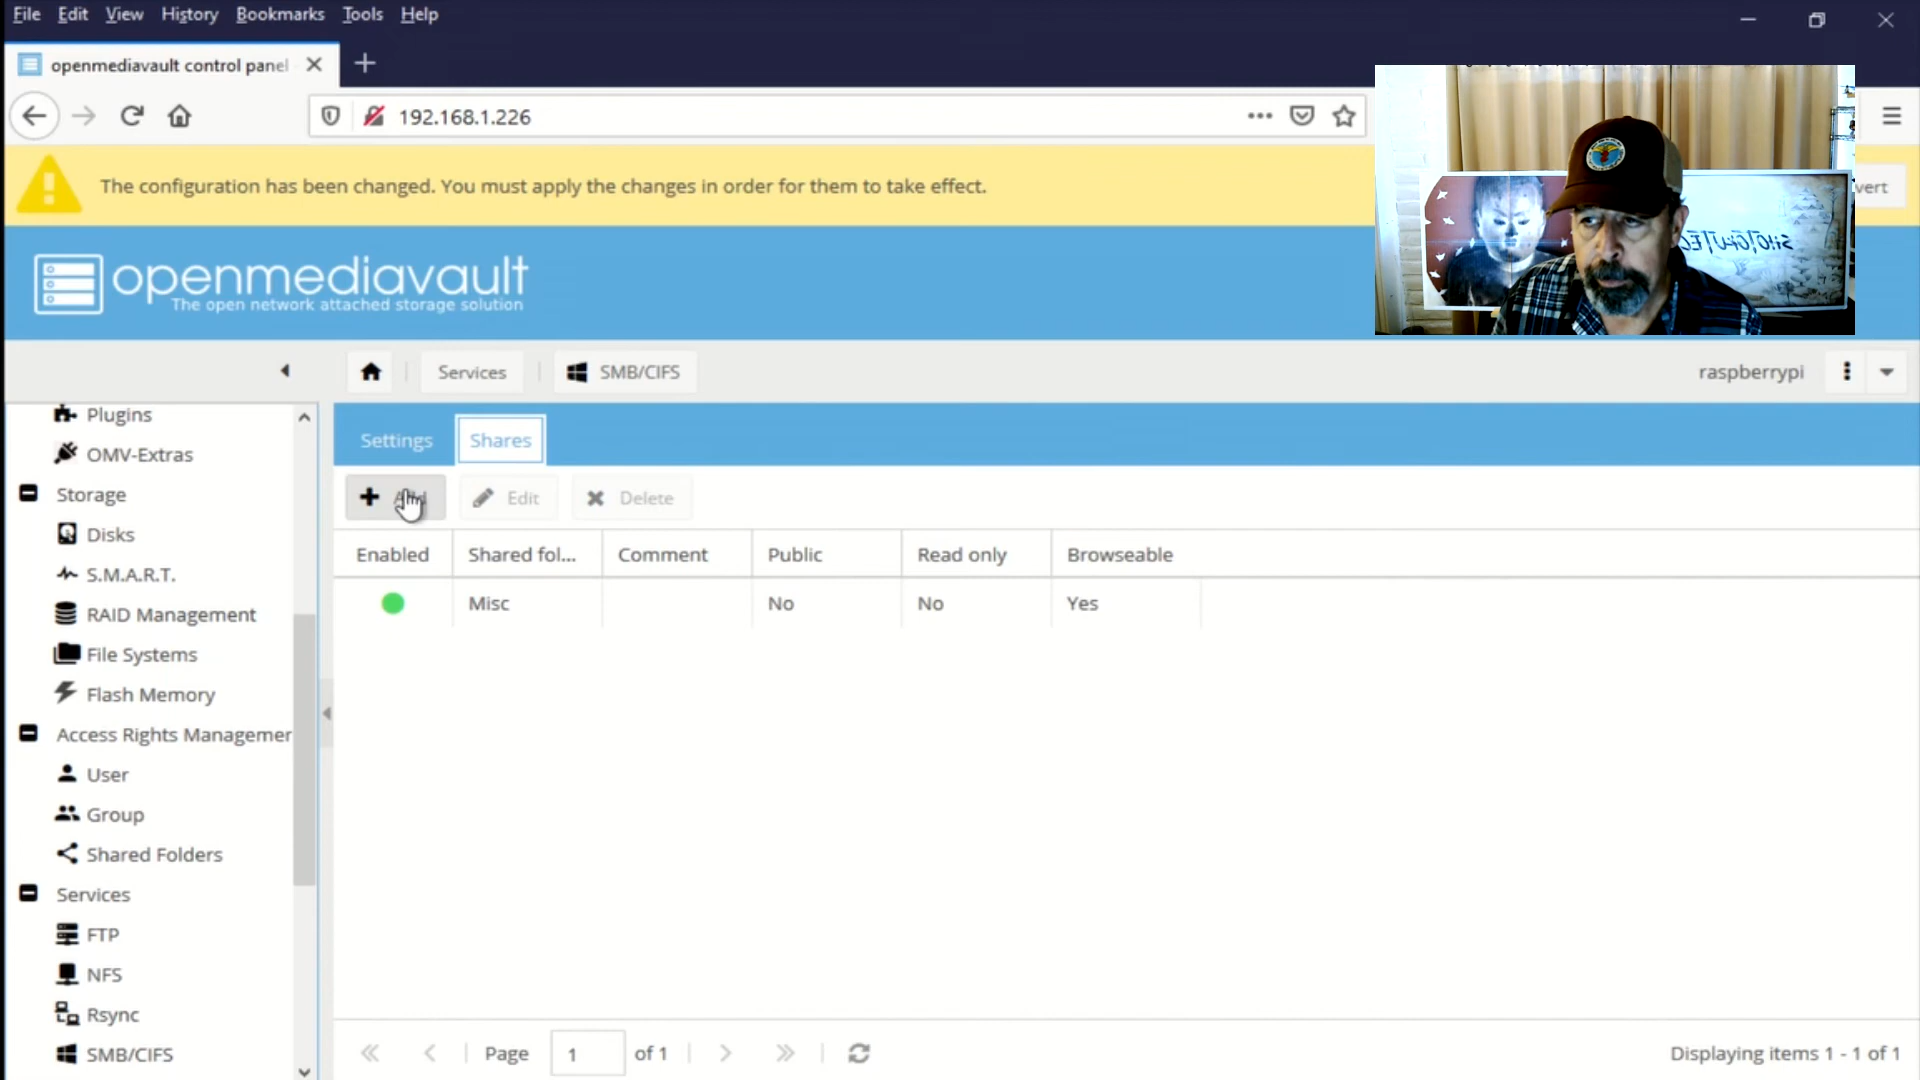 File Edit View History Bookmarks Tools Help
openmediavault control panel
192.168.1.226
The configuration has been changed. You must apply the changes in order for them to take effect.
vert
openmediavault
The open network attached storage solution
Services SMB/CIFS raspberrypi
Plugins
OMV-Extras
Storage
Disks
S.M.A.R.T.
RAID Management
File Systems
Flash Memory
Access Rights Managemer
User
Group
Shared Folders
Services
FTP
NFS
Rsync
SMB/CIFS
Settings Shares
Edit Delete
Enabled Shared fol... Comment Public Read only Browseable
Misc No No Yes
Page 1 of 1 Displaying items 1 - 1 of 1